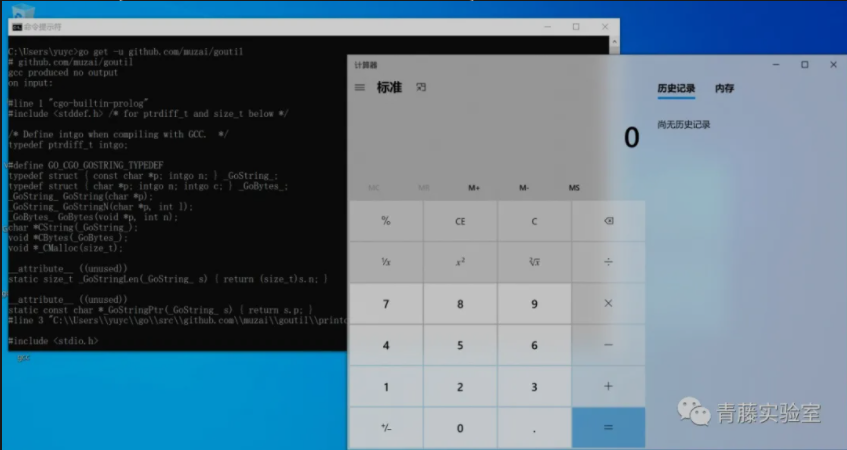 命令提示符
C:\Users\yuyc>go get -u github.com/muzai/goutil
# github.com/muzai/goutil
gcc produced no output
on input:
#line 1 "cgo-builtin-prolog"
#include <stddef.h> /* for ptrdiff_t and size_t below */
/* Define intgo when compiling with GCC.  */
typedef ptrdiff_t intgo;
#define GO_CGO_GOSTRING_TYPEDEF
typedef struct { const char *p; intgo n; } _GoString_;
typedef struct { char *p; intgo n; intgo c; } _GoBytes_;
_GoString_ GoString(char *p);
_GoString_ GoStringN(char *p, int l);
_GoBytes_ GoBytes(void *p, int n);
char *CString(_GoString_);
void *CBytes(_GoBytes_);
void *_CMalloc(size_t);
__attribute__ ((unused))
static size_t _GoStringLen(_GoString_ s) { return (size_t)s.n; }
__attribute__ ((unused))
static const char *_GoStringPtr(_GoString_ s) { return s.p; }
#line 3 "C:\\Users\\yuyc\\go\\src\\github.com\\muzai\\goutil\\print
#include <stdio.h>
计算器
标准
历史记录 内存
尚无历史记录
0
MC MR M+ M- MS
% CE C
⅟x x² ²√x ÷
7 8 9 ×
4 5 6 −
1 2 3 +
+/- 0 . =
青藤实验室